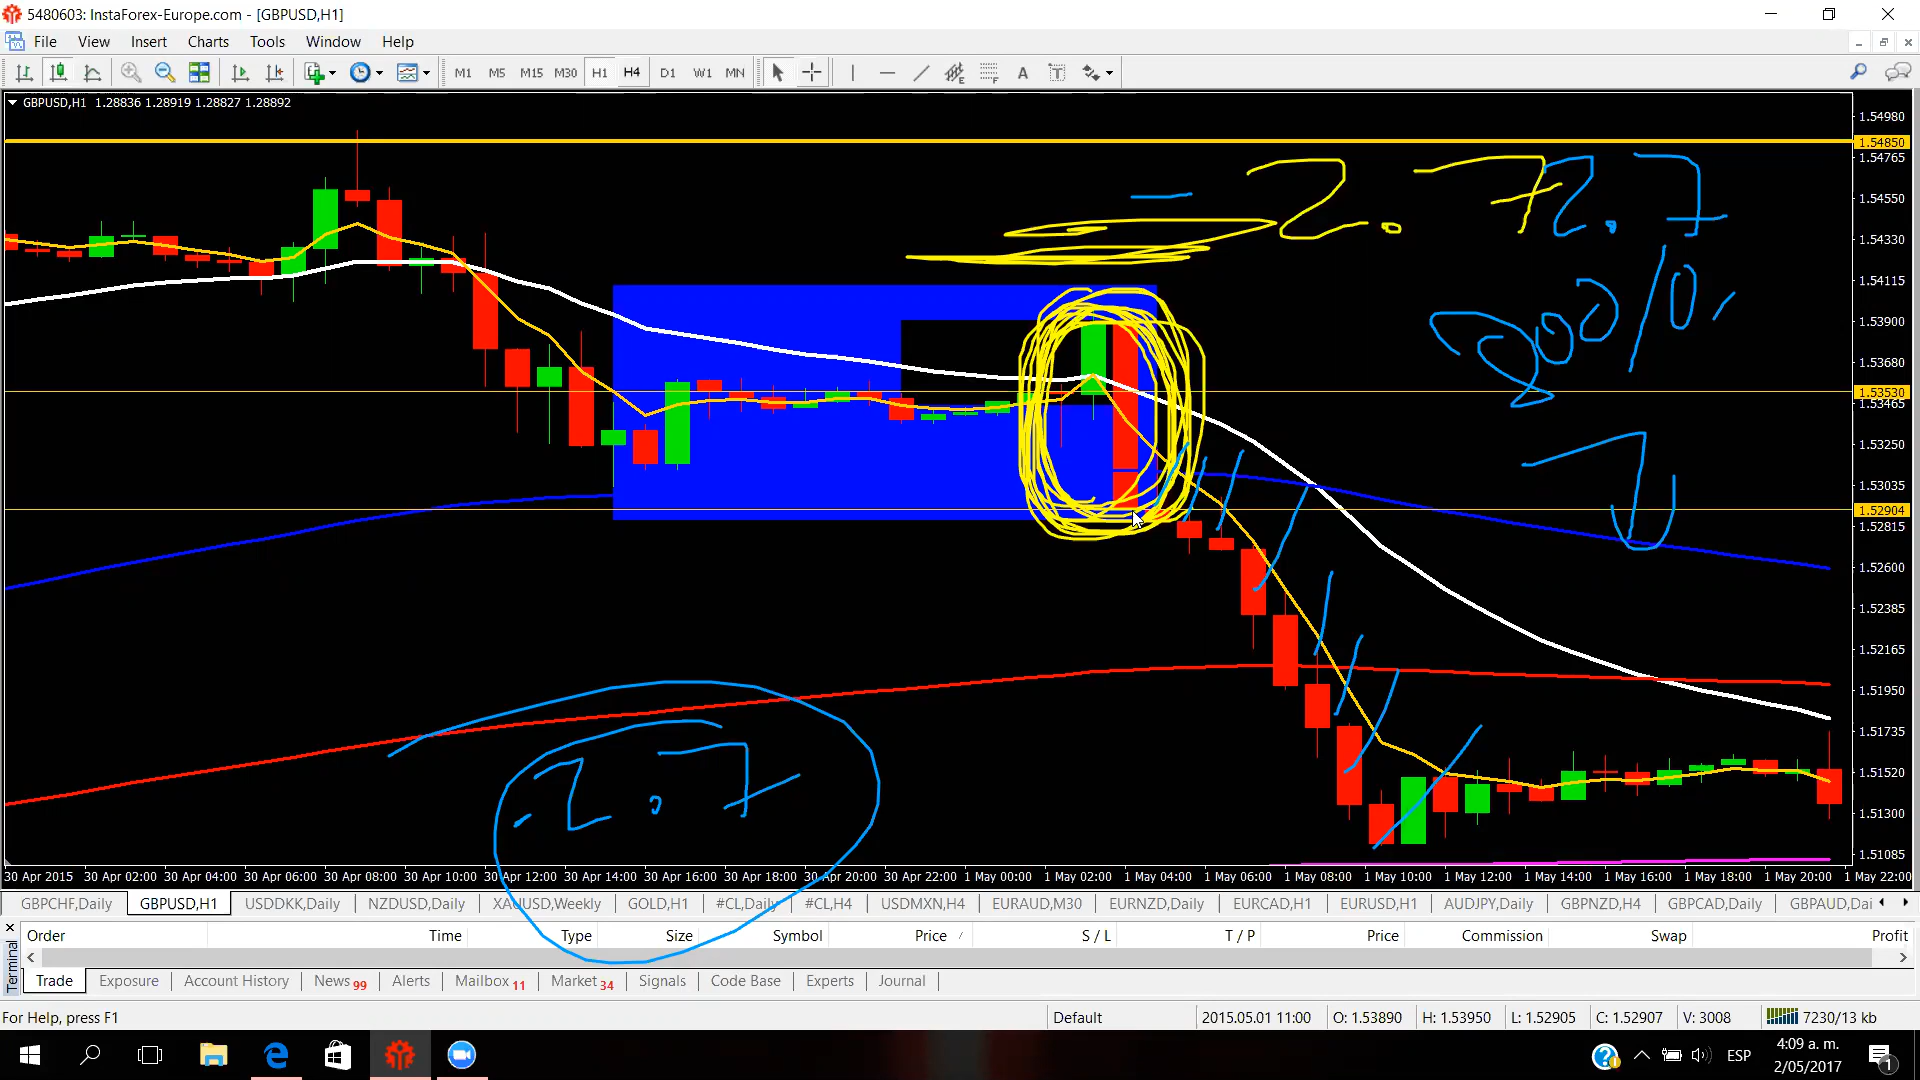 5480603: InstaForex-Europe.com - [GBPUSD,H1]
File View Insert Charts Tools Window Help
M1 M5 M15 M30 H1 H4 D1 W1 MN A T
GBPUSD,H1 1.28836 1.28919 1.28827 1.28892
1.54980
1.54850
1.54765
1.54550
1.54330
1.54115
1.53900
1.53680
1.53530
1.53465
1.53250
1.53035
1.52904
1.52815
1.52600
1.52385
1.52165
1.51950
1.51735
1.51520
1.51300
1.51085
- 2.7 2.7
2.7
30 Apr 2015 30 Apr 02:00 30 Apr 04:00 30 Apr 06:00 30 Apr 08:00 30 Apr 10:00 30 Apr 12:00 30 Apr 14:00 30 Apr 16:00 30 Apr 18:00 30 Apr 20:00 30 Apr 22:00 1 May 00:00 1 May 02:00 1 May 04:00 1 May 06:00 1 May 08:00 1 May 10:00 1 May 12:00 1 May 14:00 1 May 16:00 1 May 18:00 1 May 20:00 1 May 22:00
GBPCHF,Daily GBPUSD,H1 USDDKK,Daily NZDUSD,Daily XAUUSD,Weekly GOLD,H1 #CL,Daily #CL,H4 USDMXN,H4 EURAUD,M30 EURNZD,Daily EURCAD,H1 EURUSD,H1 AUDJPY,Daily GBPNZD,H4 GBPCAD,Daily GBPAUD,Dai
Order Time Type Size Symbol Price / S / L T / P Price Commission Swap Profit
Terminal
Trade Exposure Account History News 99 Alerts Mailbox 11 Market 34 Signals Code Base Experts Journal
For Help, press F1 Default 2015.05.01 11:00 O: 1.53890 H: 1.53950 L: 1.52905 C: 1.52907 V: 3008 7230/13 kb
ESP 4:09 a. m.
2/05/2017
1